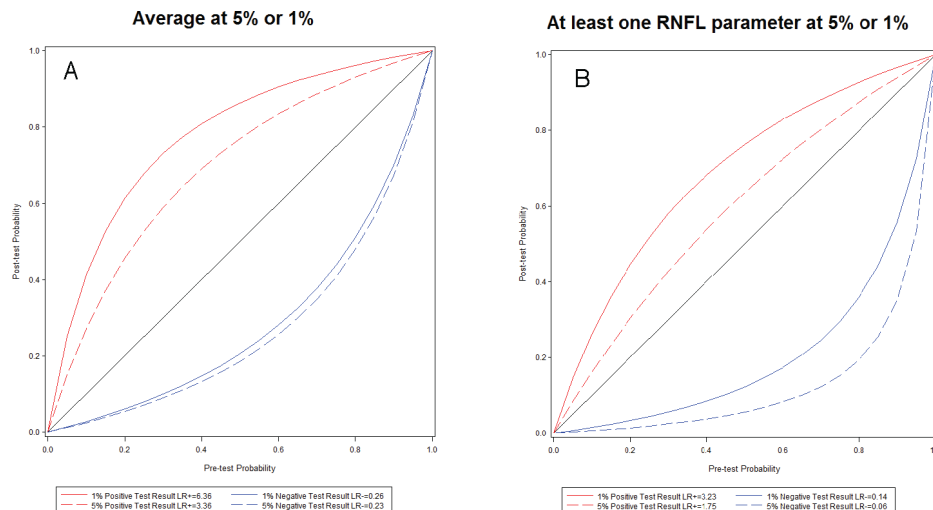 Average at 5% or 1%
At least one RNFL parameter at 5% or 1%
A
1.0
0.8
0.6
0.4
0.2
0.0
Post-test Probability
0.0 0.2 0.4 0.6 0.8 1.0
Pre-test Probability
1% Positive Test Result LR+=6.36 1% Negative Test Result LR-=0.26
5% Positive Test Result LR+=3.36 5% Negative Test Result LR-=0.23
B
1.0
0.8
0.6
0.4
0.2
0.0
Post-test Probability
0.0 0.2 0.4 0.6 0.8
Pre-test Probability
1% Positive Test Result LR+=3.23 1% Negative Test Result LR-=0.14
5% Positive Test Result LR+=1.75 5% Negative Test Result LR-=0.06